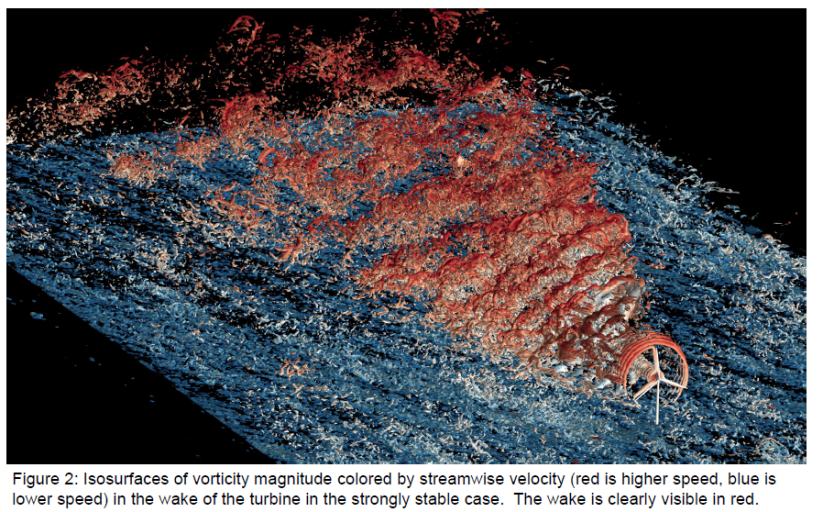 Figure 2: Isosurfaces of vorticity magnitude colored by streamwise velocity (red is higher speed, blue is
lower speed) in the wake of the turbine in the strongly stable case.  The wake is clearly visible in red.